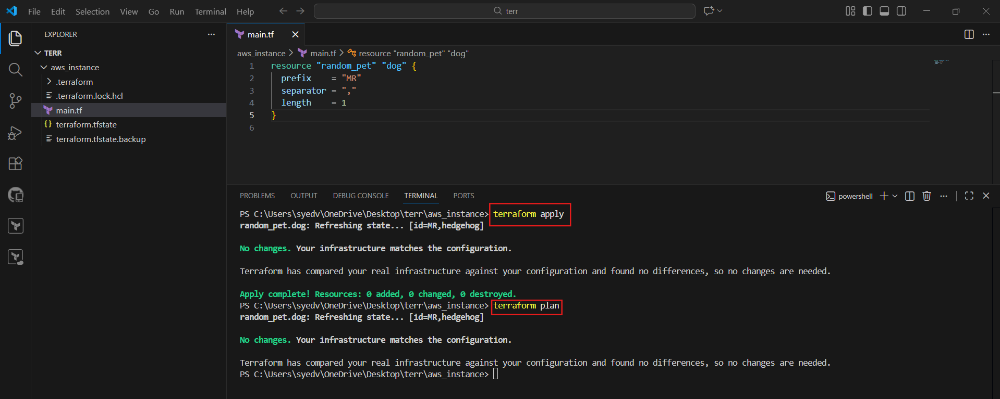 File Edit Selection View Go Run Terminal Help
terr
EXPLORER
TERR
aws_instance
.terraform
.terraform.lock.hcl
main.tf
terraform.tfstate
terraform.tfstate.backup
main.tf
aws_instance > main.tf > resource "random_pet" "dog"
1 resource "random_pet" "dog" {
2 prefix = "MR"
3 separator = ","
4 length = 1
5 }
6
PROBLEMS OUTPUT DEBUG CONSOLE TERMINAL PORTS
powershell
PS C:\Users\syedv\OneDrive\Desktop\terr\aws_instance> terraform apply
random_pet.dog: Refreshing state... [id=MR,hedgehog]
No changes. Your infrastructure matches the configuration.
Terraform has compared your real infrastructure against your configuration and found no differences, so no changes are needed.
Apply complete! Resources: 0 added, 0 changed, 0 destroyed.
PS C:\Users\syedv\OneDrive\Desktop\terr\aws_instance> terraform plan
random_pet.dog: Refreshing state... [id=MR,hedgehog]
No changes. Your infrastructure matches the configuration.
Terraform has compared your real infrastructure against your configuration and found no differences, so no changes are needed.
PS C:\Users\syedv\OneDrive\Desktop\terr\aws_instance>